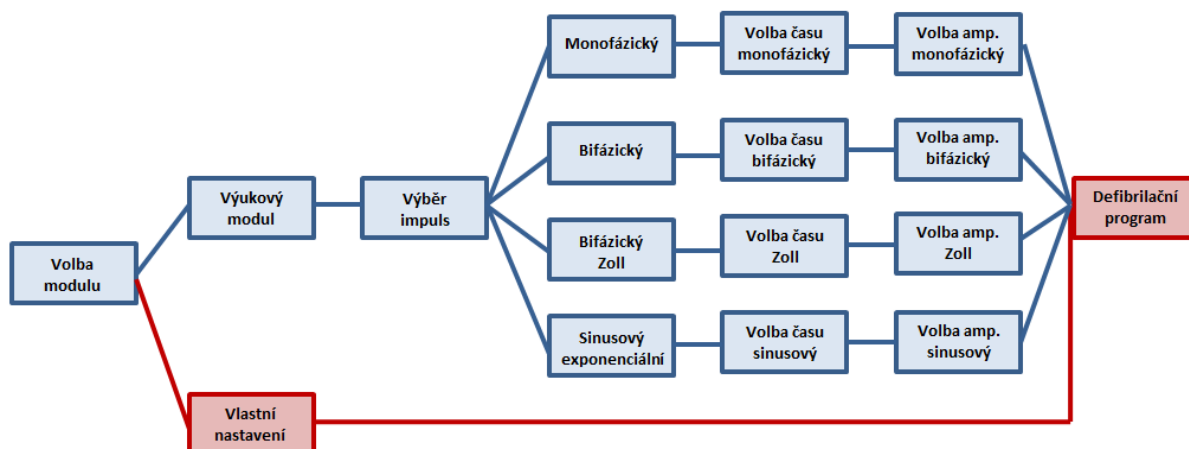 Monofázický
Volba času
monofázický
Volba amp.
monofázický
Bifázický
Volba času
bifázický
Volba amp.
bifázický
Výukový
modul
Výběr
impuls
Defibrilační
program
Bifázický
Zoll
Volba času
Zoll
Volba amp.
Zoll
Volba
modulu
Sinusový
exponenciální
Volba času
sinusový
Volba amp.
sinusový
Vlastní
nastavení